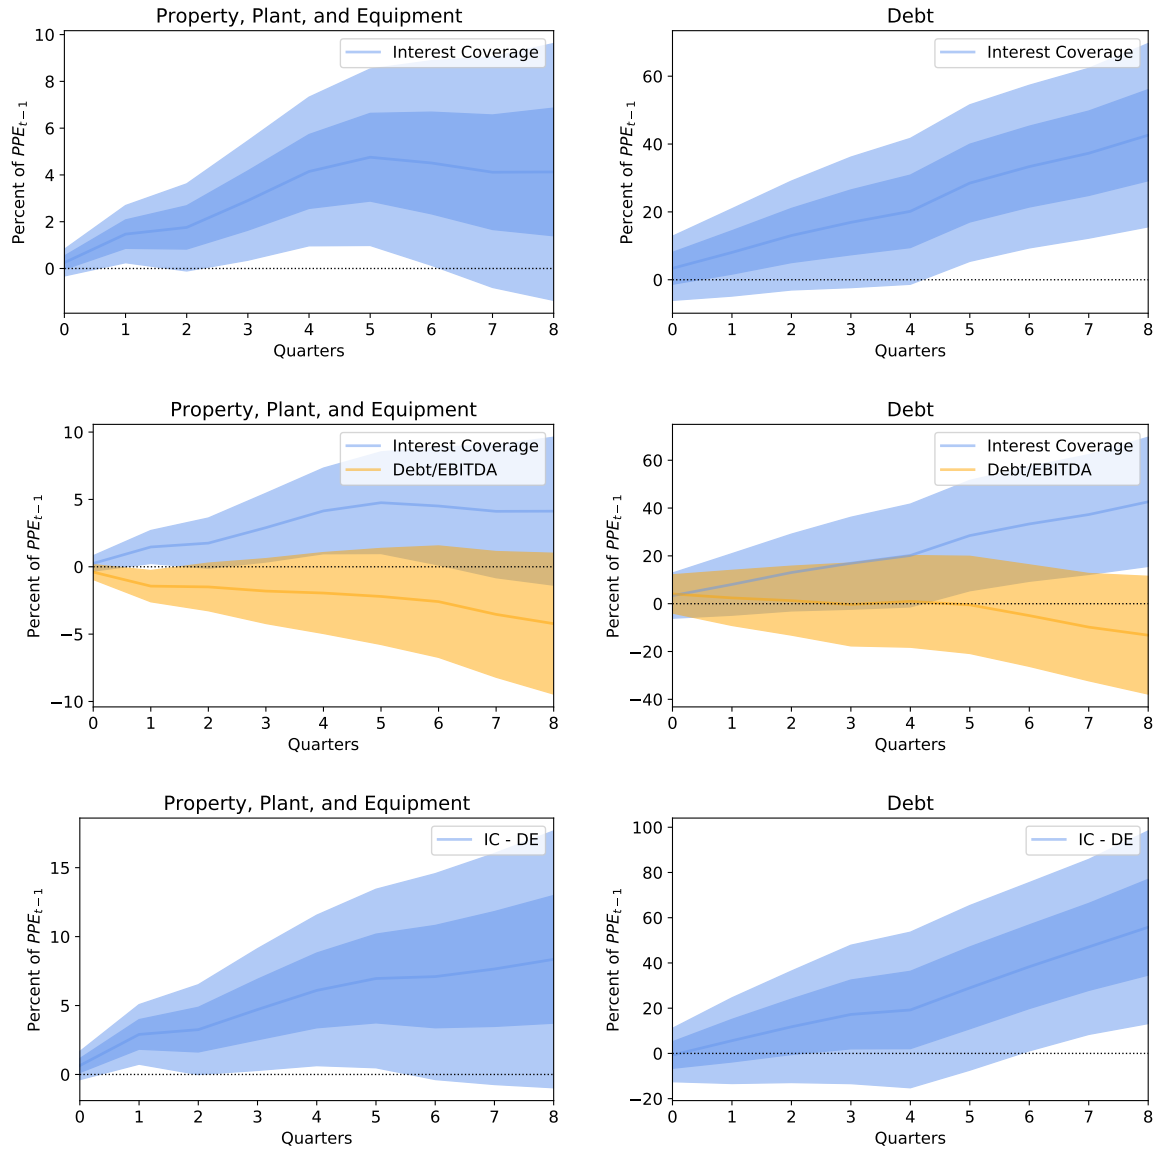 Property, Plant, and Equipment
Percent of PPE_{t−1}
10
8
6
4
2
0
Interest Coverage
0 1 2 3 4 5 6 7 8
Quarters
Debt
Percent of PPE_{t−1}
60
40
20
0
Interest Coverage
0 1 2 3 4 5 6 7 8
Quarters
Property, Plant, and Equipment
Percent of PPE_{t−1}
10
5
0
−5
−10
Interest Coverage
Debt/EBITDA
0 1 2 3 4 5 6 7 8
Quarters
Debt
Percent of PPE_{t−1}
60
40
20
0
−20
−40
Interest Coverage
Debt/EBITDA
0 1 2 3 4 5 6 7 8
Quarters
Property, Plant, and Equipment
Percent of PPE_{t−1}
15
10
5
0
IC - DE
0 1 2 3 4 5 6 7 8
Quarters
Debt
Percent of PPE_{t−1}
100
80
60
40
20
0
−20
IC - DE
0 1 2 3 4 5 6 7 8
Quarters